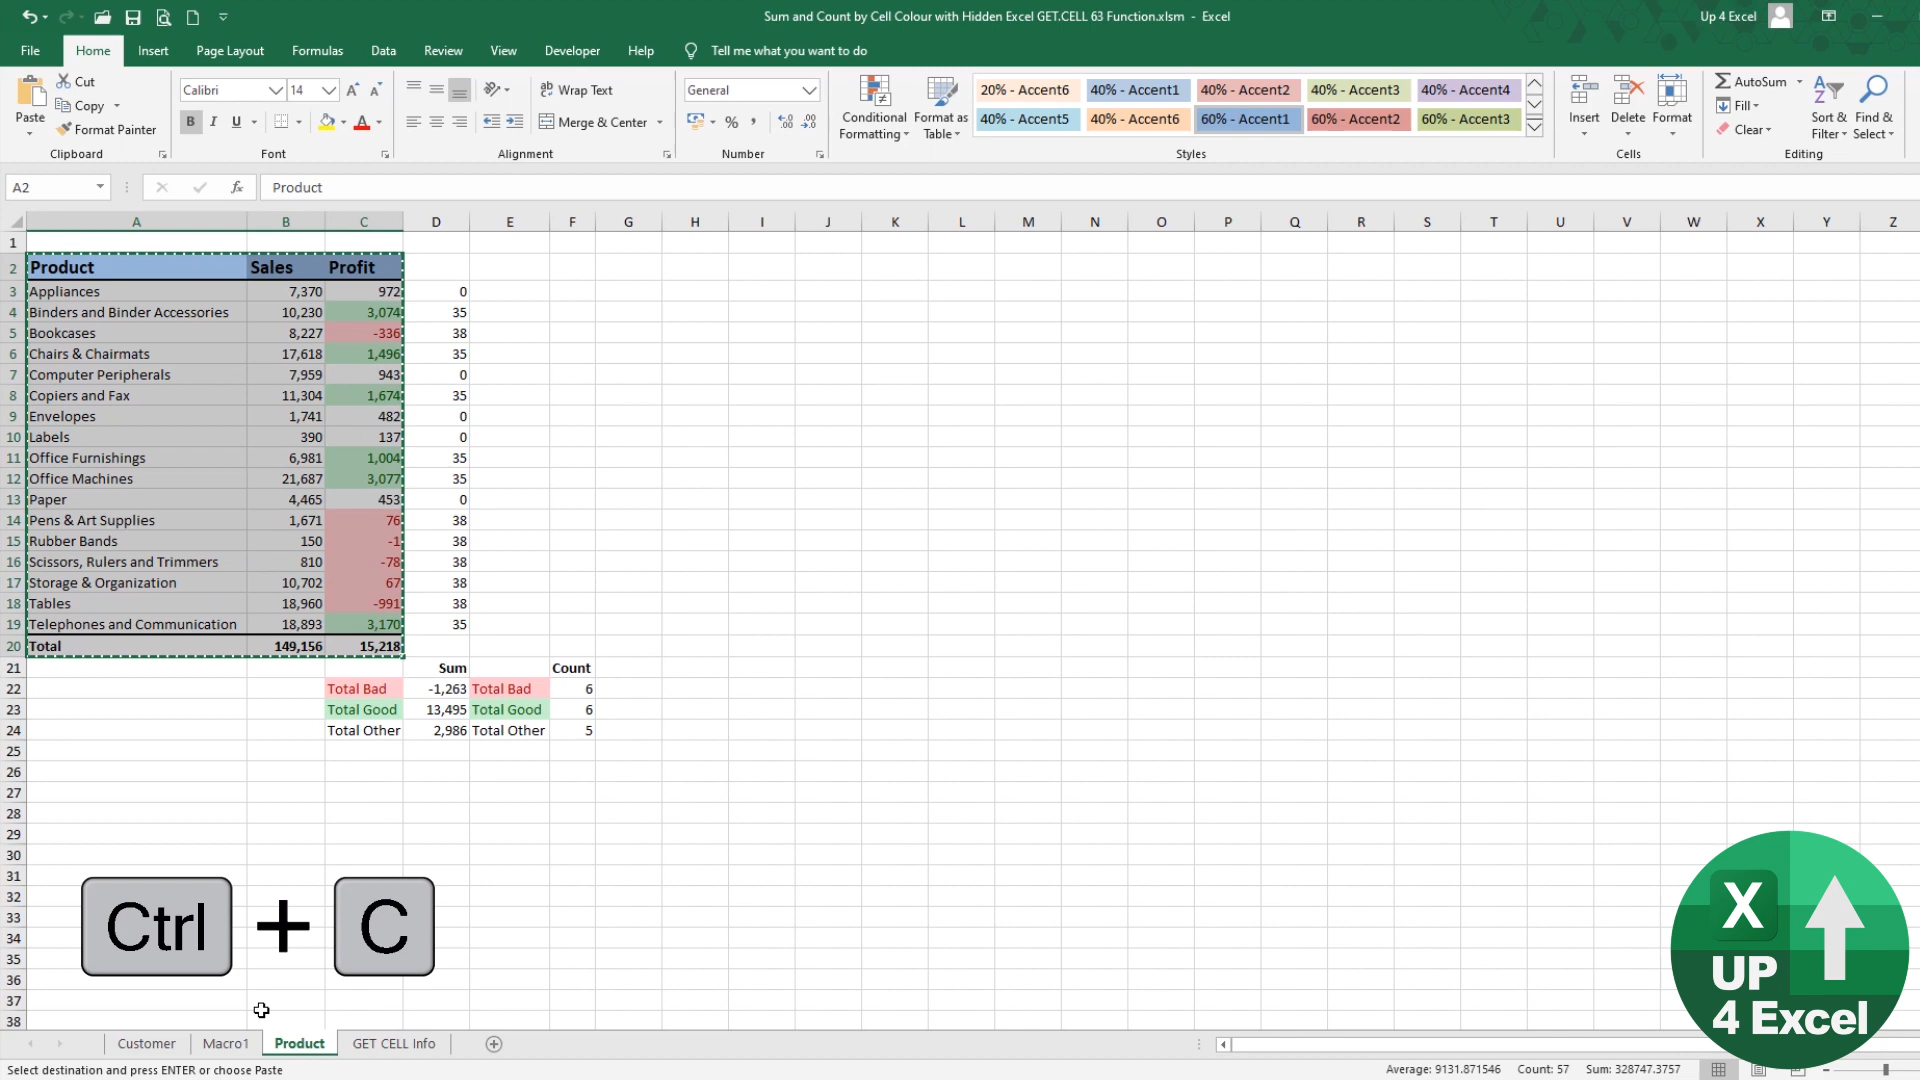 Sum and Count by Cell Colour with Hidden Excel GET.CELL 63 Function.xlsm - Excel
Up 4 Excel
File Home Insert Page Layout Formulas Data Review View Developer Help Tell me what you want to do
Paste
Cut
Copy
Format Painter
Clipboard
Calibri 14 A A
B I U A
Font
Wrap Text
Merge & Center
Alignment
General
%
Number
Conditional
Formatting
Format as
Table
20% - Accent6 40% - Accent1 40% - Accent2 40% - Accent3 40% - Accent4
40% - Accent5 40% - Accent6 60% - Accent1 60% - Accent2 60% - Accent3
Styles
Insert Delete Format
Cells
AutoSum
Fill
Clear
Sort &
Filter
Find &
Select
Editing
A2 fx Product
A B C D E F G H I J K L M N O P Q R S T U V W X Y Z
1
2 Product Sales Profit
3 Appliances 7,370 972 0
4 Binders and Binder Accessories 10,230 3,074 35
5 Bookcases 8,227 -336 38
6 Chairs & Chairmats 17,618 1,496 35
7 Computer Peripherals 7,959 943 0
8 Copiers and Fax 11,304 1,674 35
9 Envelopes 1,741 482 0
10 Labels 390 137 0
11 Office Furnishings 6,981 1,004 35
12 Office Machines 21,687 3,077 35
13 Paper 4,465 453 0
14 Pens & Art Supplies 1,671 76 38
15 Rubber Bands 150 -1 38
16 Scissors, Rulers and Trimmers 810 -78 38
17 Storage & Organization 10,702 67 38
18 Tables 18,960 -991 38
19 Telephones and Communication 18,893 3,170 35
20 Total 149,156 15,218
21 Sum Count
22 Total Bad -1,263 Total Bad 6
23 Total Good 13,495 Total Good 6
24 Total Other 2,986 Total Other 5
25
26
27
28
29
30
31
32
33
34
35
36
37
38
Ctrl + C
X
UP
4 Excel
Customer Macro1 Product GET CELL Info
Select destination and press ENTER or choose Paste
Average: 9131.871546 Count: 57 Sum: 328747.3757